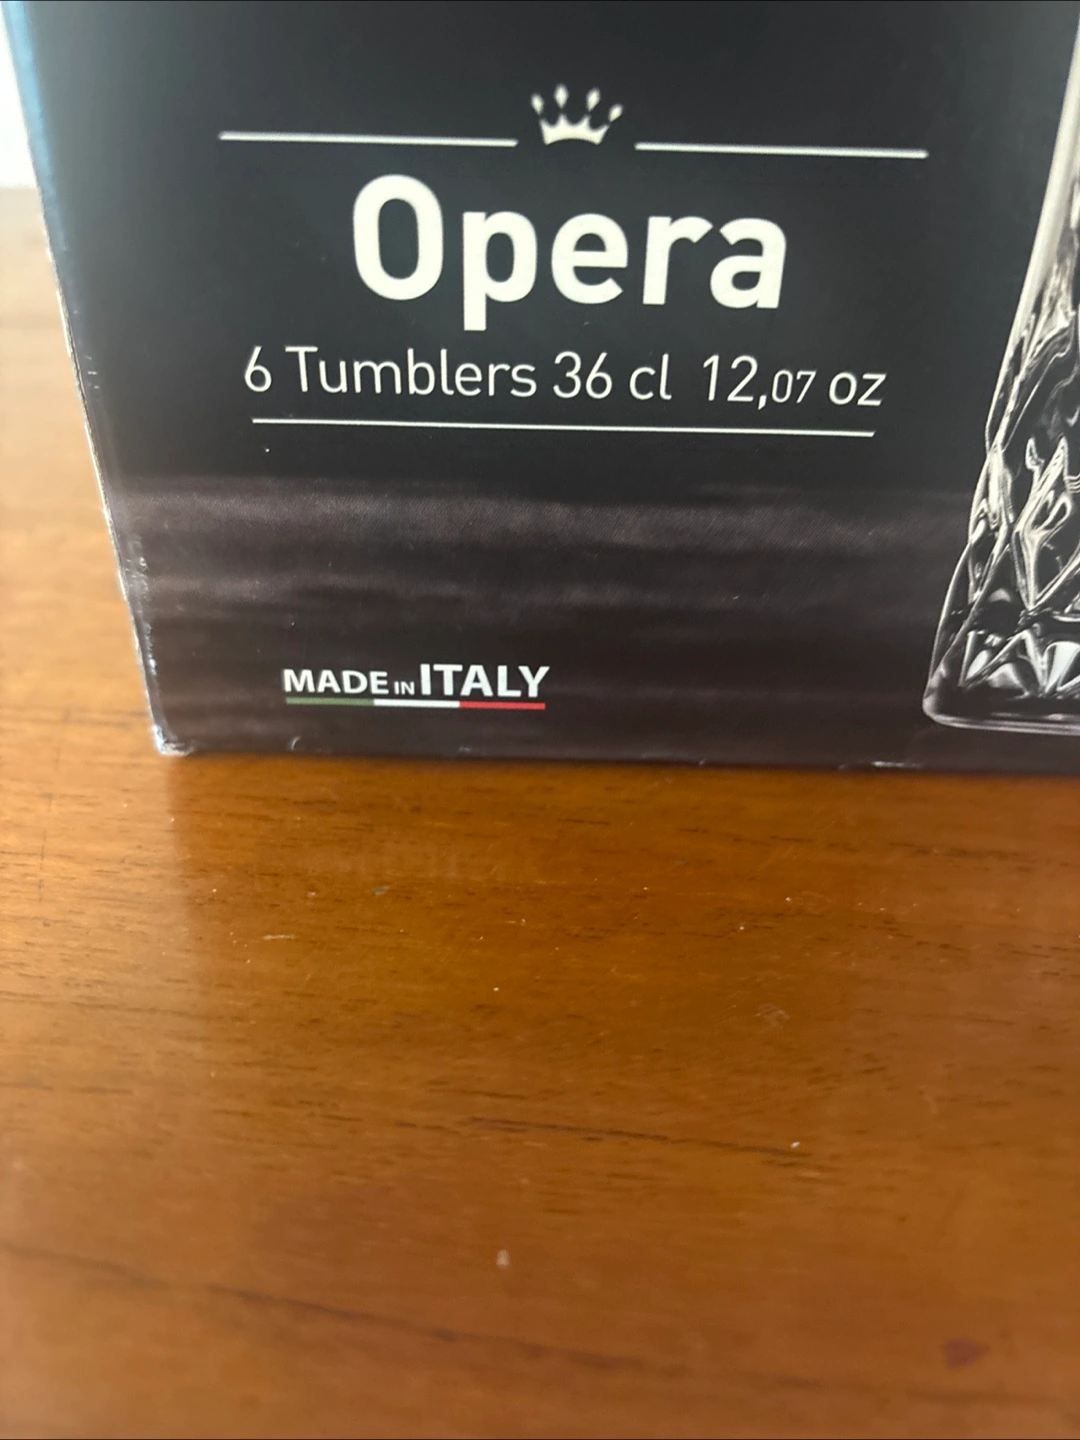 Opera
6 Tumblers 36 cl 12,07 oz
MADE IN ITALY